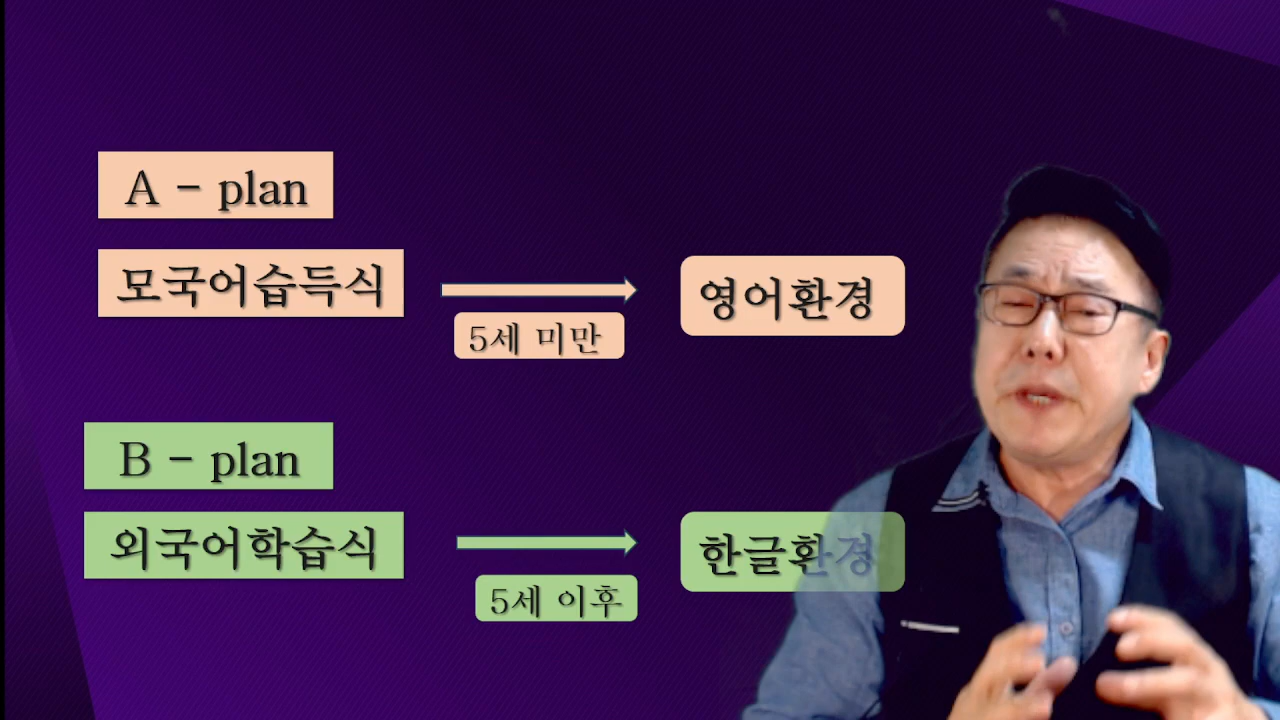 A - plan
모국어습득식
5세 미만
영어환경
B - plan
외국어학습식
5세 이후
한글환경